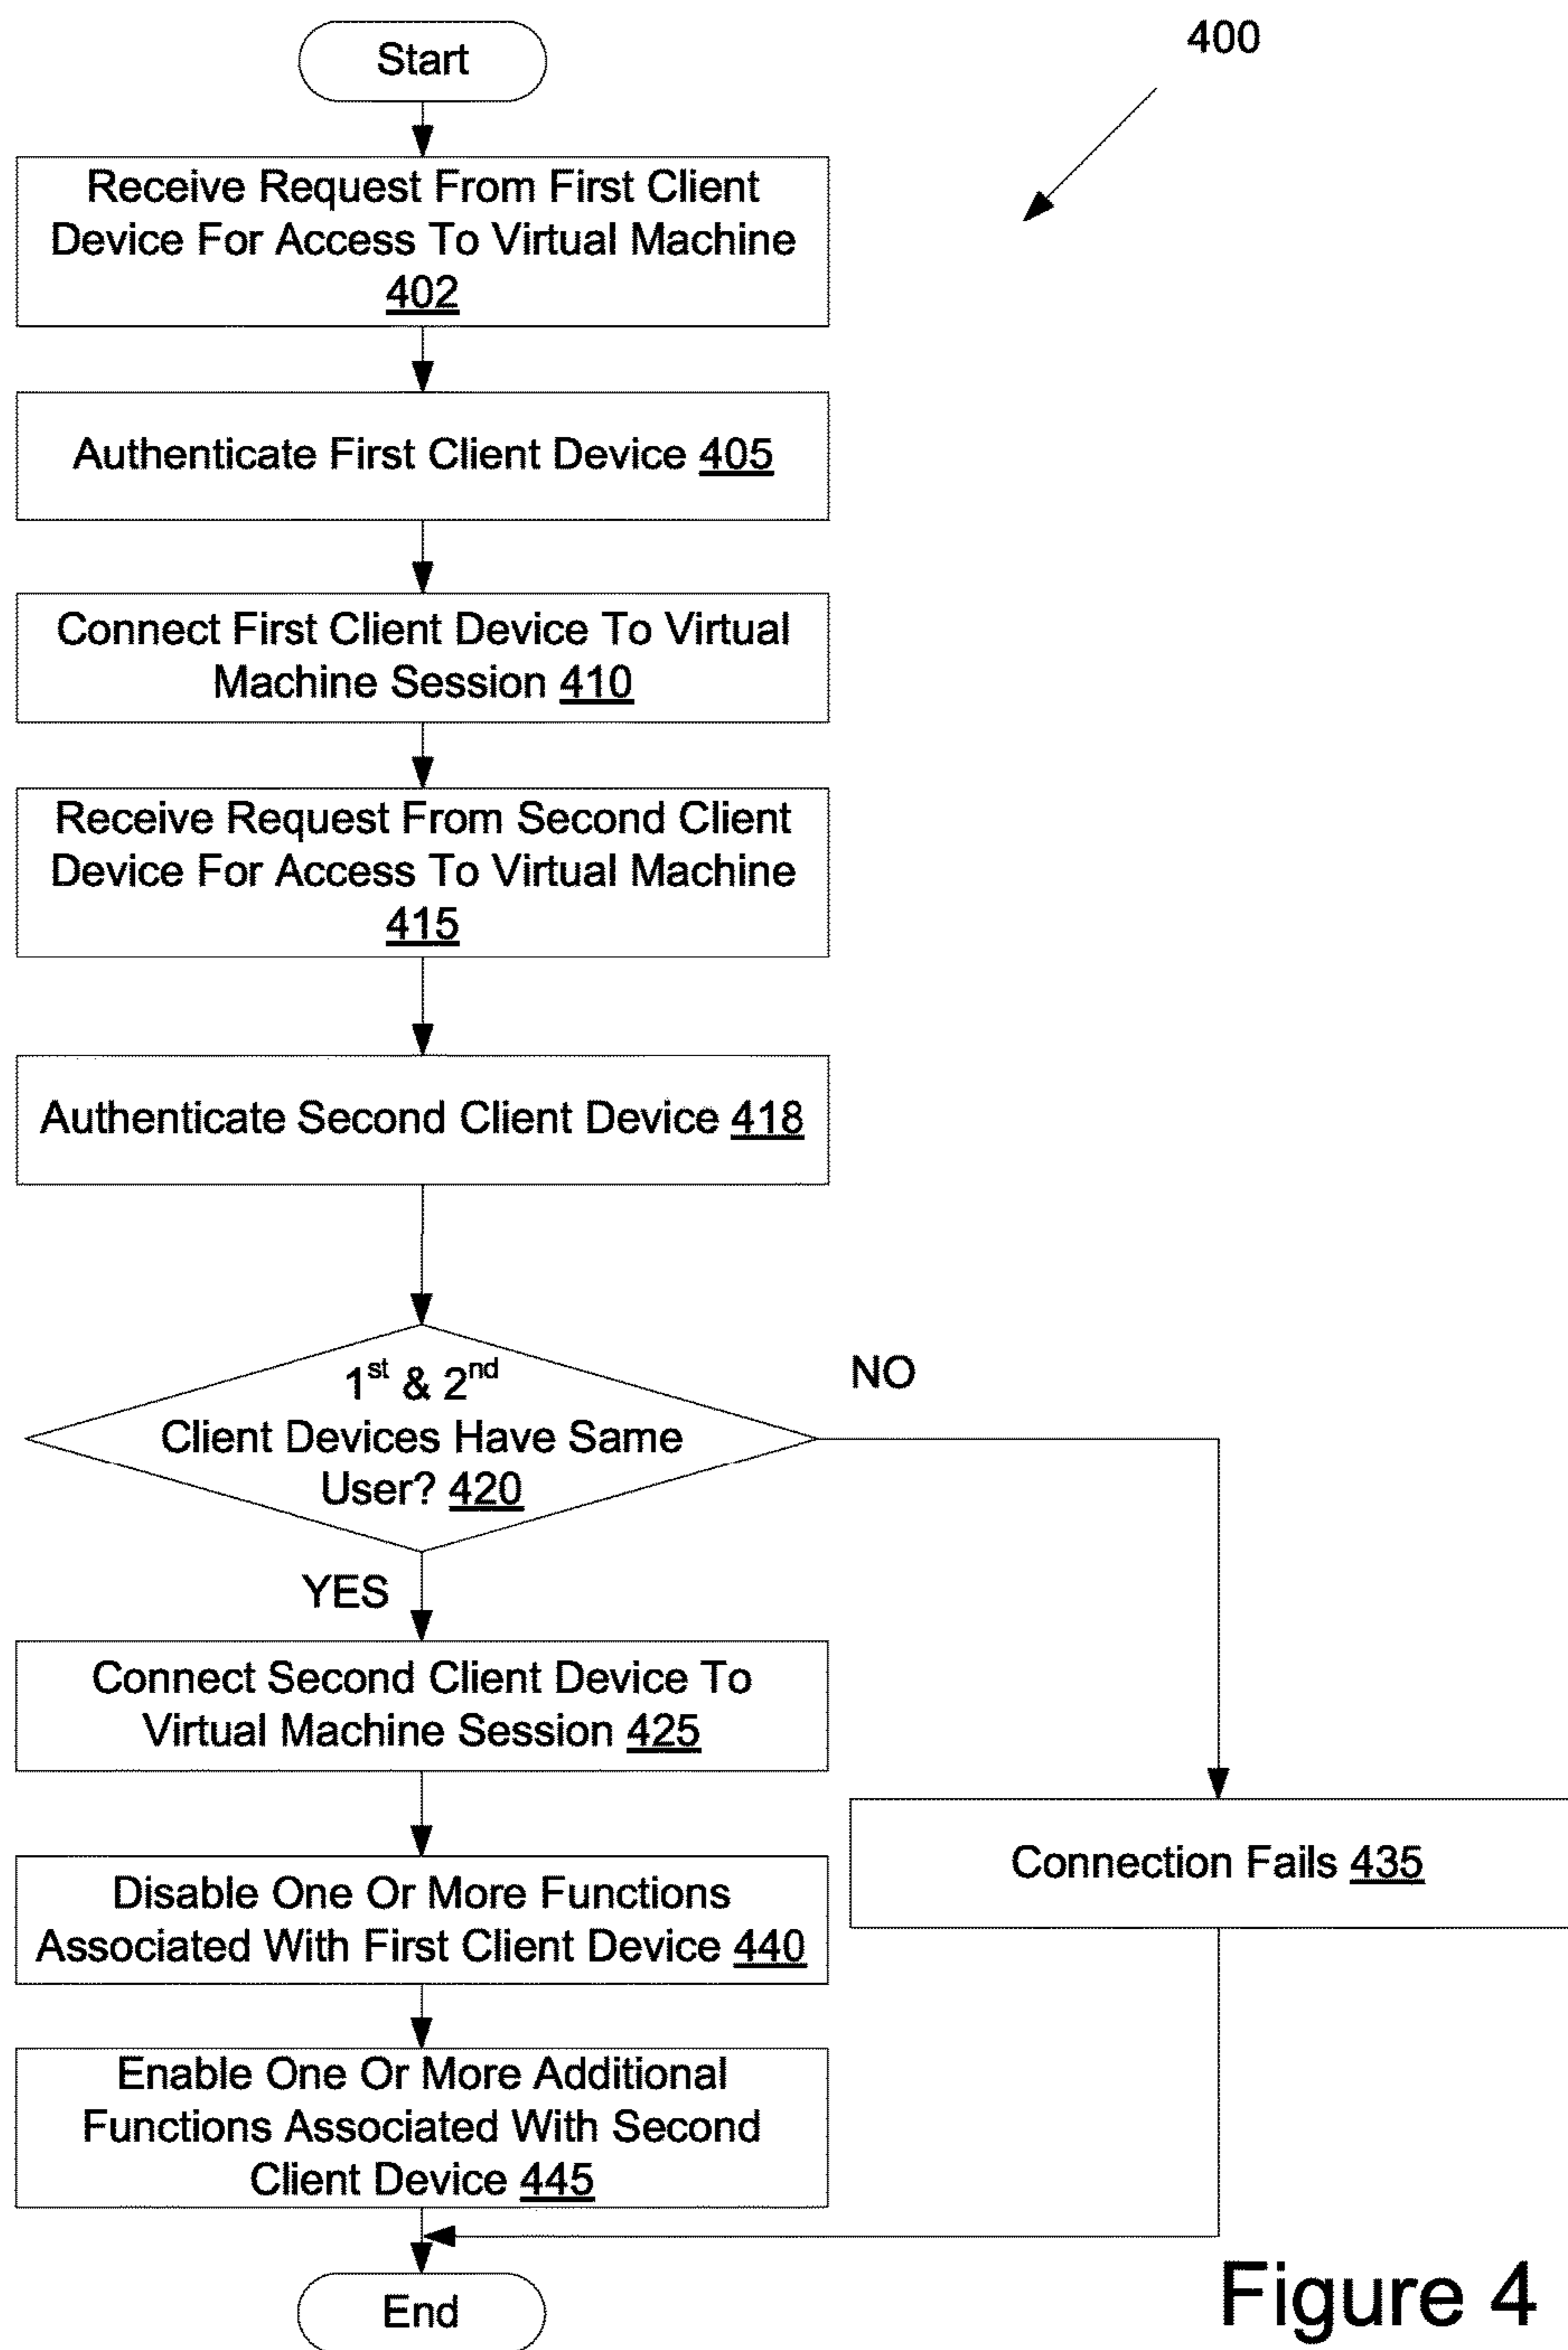 Start
400
Receive Request From First Client
Device For Access To Virtual Machine
402
Authenticate First Client Device 405
Connect First Client Device To Virtual
Machine Session 410
Receive Request From Second Client
Device For Access To Virtual Machine
415
Authenticate Second Client Device 418
1st & 2nd
Client Devices Have Same
User? 420
NO
YES
Connect Second Client Device To
Virtual Machine Session 425
Connection Fails 435
Disable One Or More Functions
Associated With First Client Device 440
Enable One Or More Additional
Functions Associated With Second
Client Device 445
End
Figure 4